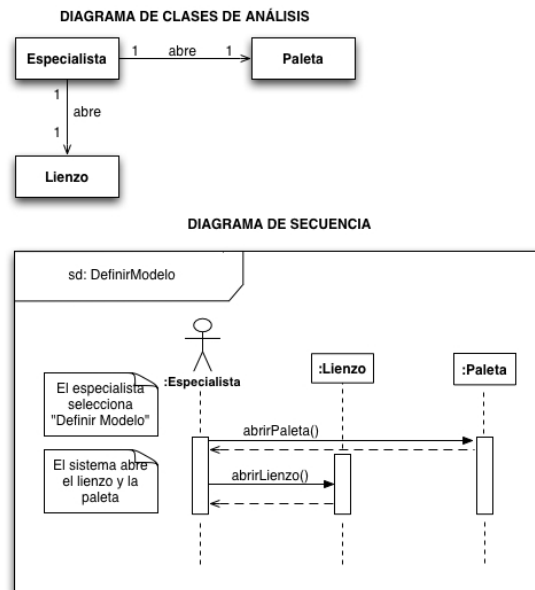 DIAGRAMA DE CLASES DE ANÁLISIS
Especialista
1 abre 1
Paleta
1
abre
1
Lienzo
DIAGRAMA DE SECUENCIA
sd: DefinirModelo
:Especialista
:Lienzo
:Paleta
El especialista
selecciona
"Definir Modelo"
abrirPaleta()
El sistema abre
el lienzo y la
paleta
abrirLienzo()